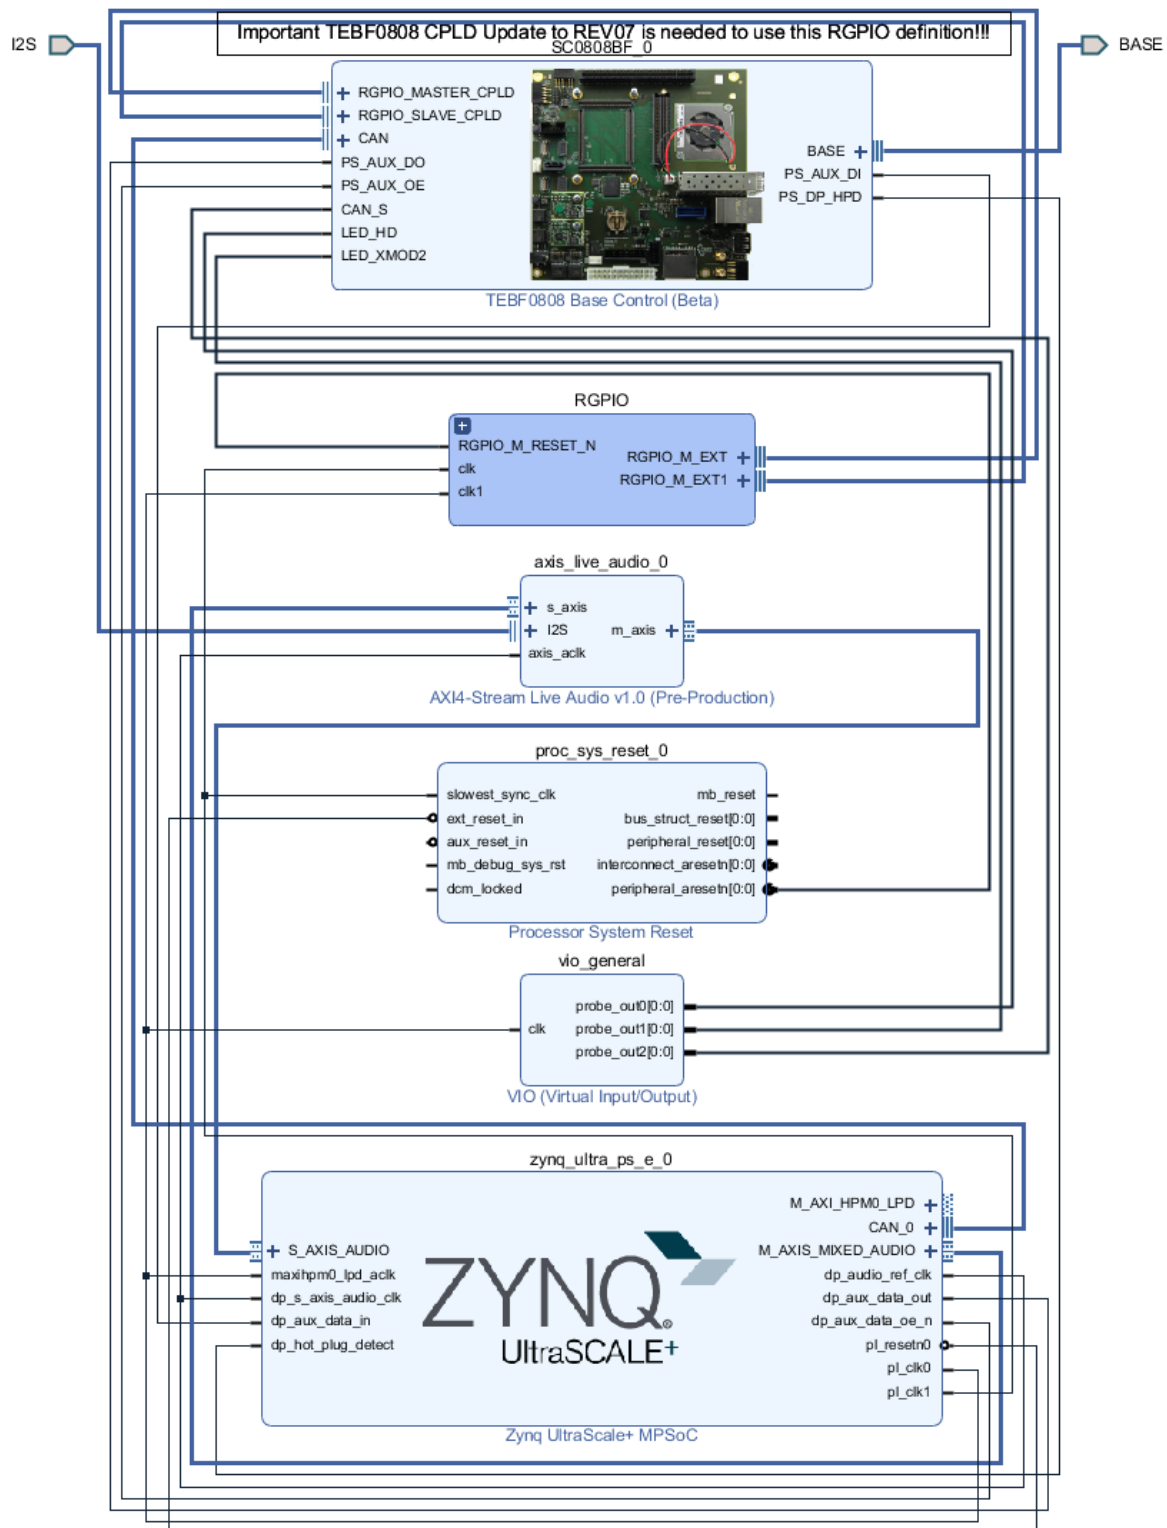 Important TEBF0808 CPLD Update to REV07 is needed to use this RGPIO definition!!!
I2S
BASE
SC0808BF_0
RGPIO_MASTER_CPLD
RGPIO_SLAVE_CPLD
CAN
PS_AUX_DO
PS_AUX_OE
CAN_S
LED_HD
LED_XMOD2
BASE
PS_AUX_DI
PS_DP_HPD
TEBF0808 Base Control (Beta)
RGPIO
RGPIO_M_RESET_N
clk
clk1
RGPIO_M_EXT
RGPIO_M_EXT1
axis_live_audio_0
s_axis
I2S
axis_aclk
m_axis
AXI4-Stream Live Audio v1.0 (Pre-Production)
proc_sys_reset_0
slowest_sync_clk
ext_reset_in
aux_reset_in
mb_debug_sys_rst
dcm_locked
mb_reset
bus_struct_reset[0:0]
peripheral_reset[0:0]
interconnect_aresetn[0:0]
peripheral_aresetn[0:0]
Processor System Reset
vio_general
clk
probe_out0[0:0]
probe_out1[0:0]
probe_out2[0:0]
VIO (Virtual Input/Output)
zynq_ultra_ps_e_0
S_AXIS_AUDIO
maxihpm0_lpd_aclk
dp_s_axis_audio_clk
dp_aux_data_in
dp_hot_plug_detect
ZYNQ®
UltraSCALE+
M_AXI_HPM0_LPD
CAN_0
M_AXIS_MIXED_AUDIO
dp_audio_ref_clk
dp_aux_data_out
dp_aux_data_oe_n
pl_resetn0
pl_clk0
pl_clk1
Zynq UltraScale+ MPSoC